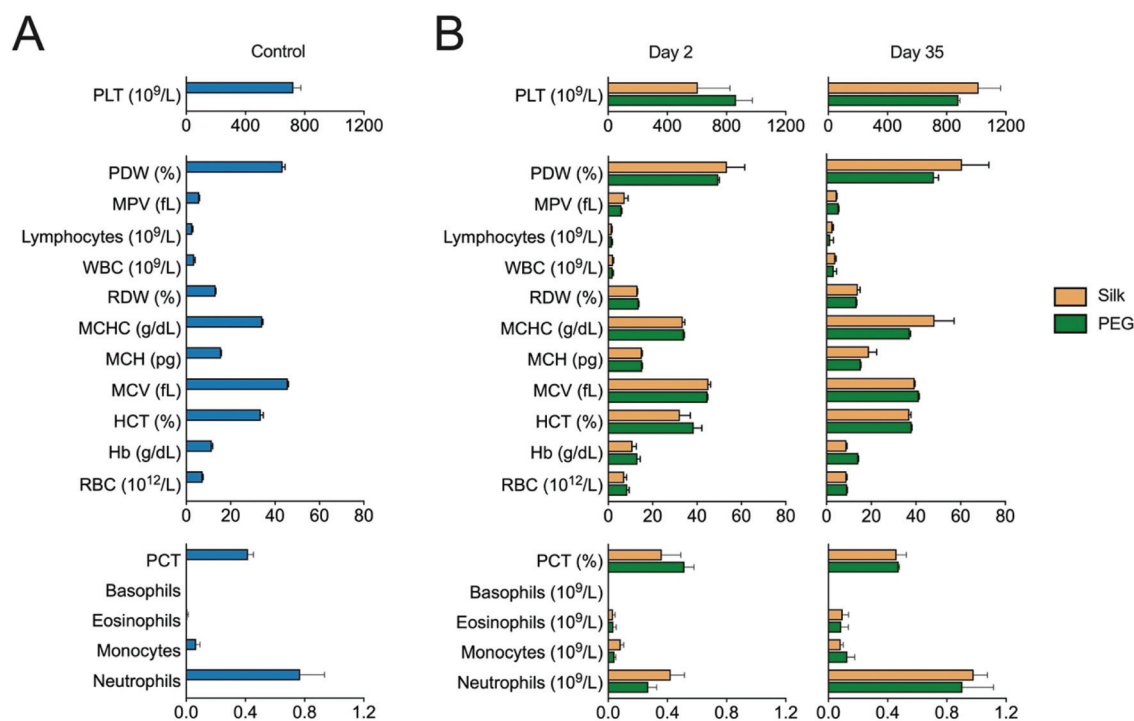 A
B
Control
Day 2
Day 35
PLT (10⁹/L)
0 400 800 1200
PLT (10⁹/L)
0 400 800 1200
0 400 800 1200
PDW (%)
MPV (fL)
Lymphocytes (10⁹/L)
WBC (10⁹/L)
RDW (%)
MCHC (g/dL)
MCH (pg)
MCV (fL)
HCT (%)
Hb (g/dL)
RBC (10¹²/L)
0 20 40 60 80
PDW (%)
MPV (fL)
Lymphocytes (10⁹/L)
WBC (10⁹/L)
RDW (%)
MCHC (g/dL)
MCH (pg)
MCV (fL)
HCT (%)
Hb (g/dL)
RBC (10¹²/L)
0 20 40 60 80
0 20 40 60 80
Silk
PEG
PCT
Basophils
Eosinophils
Monocytes
Neutrophils
0.0 0.4 0.8 1.2
PCT (%)
Basophils (10⁹/L)
Eosinophils (10⁹/L)
Monocytes (10⁹/L)
Neutrophils (10⁹/L)
0.0 0.4 0.8 1.2
0.0 0.4 0.8 1.2